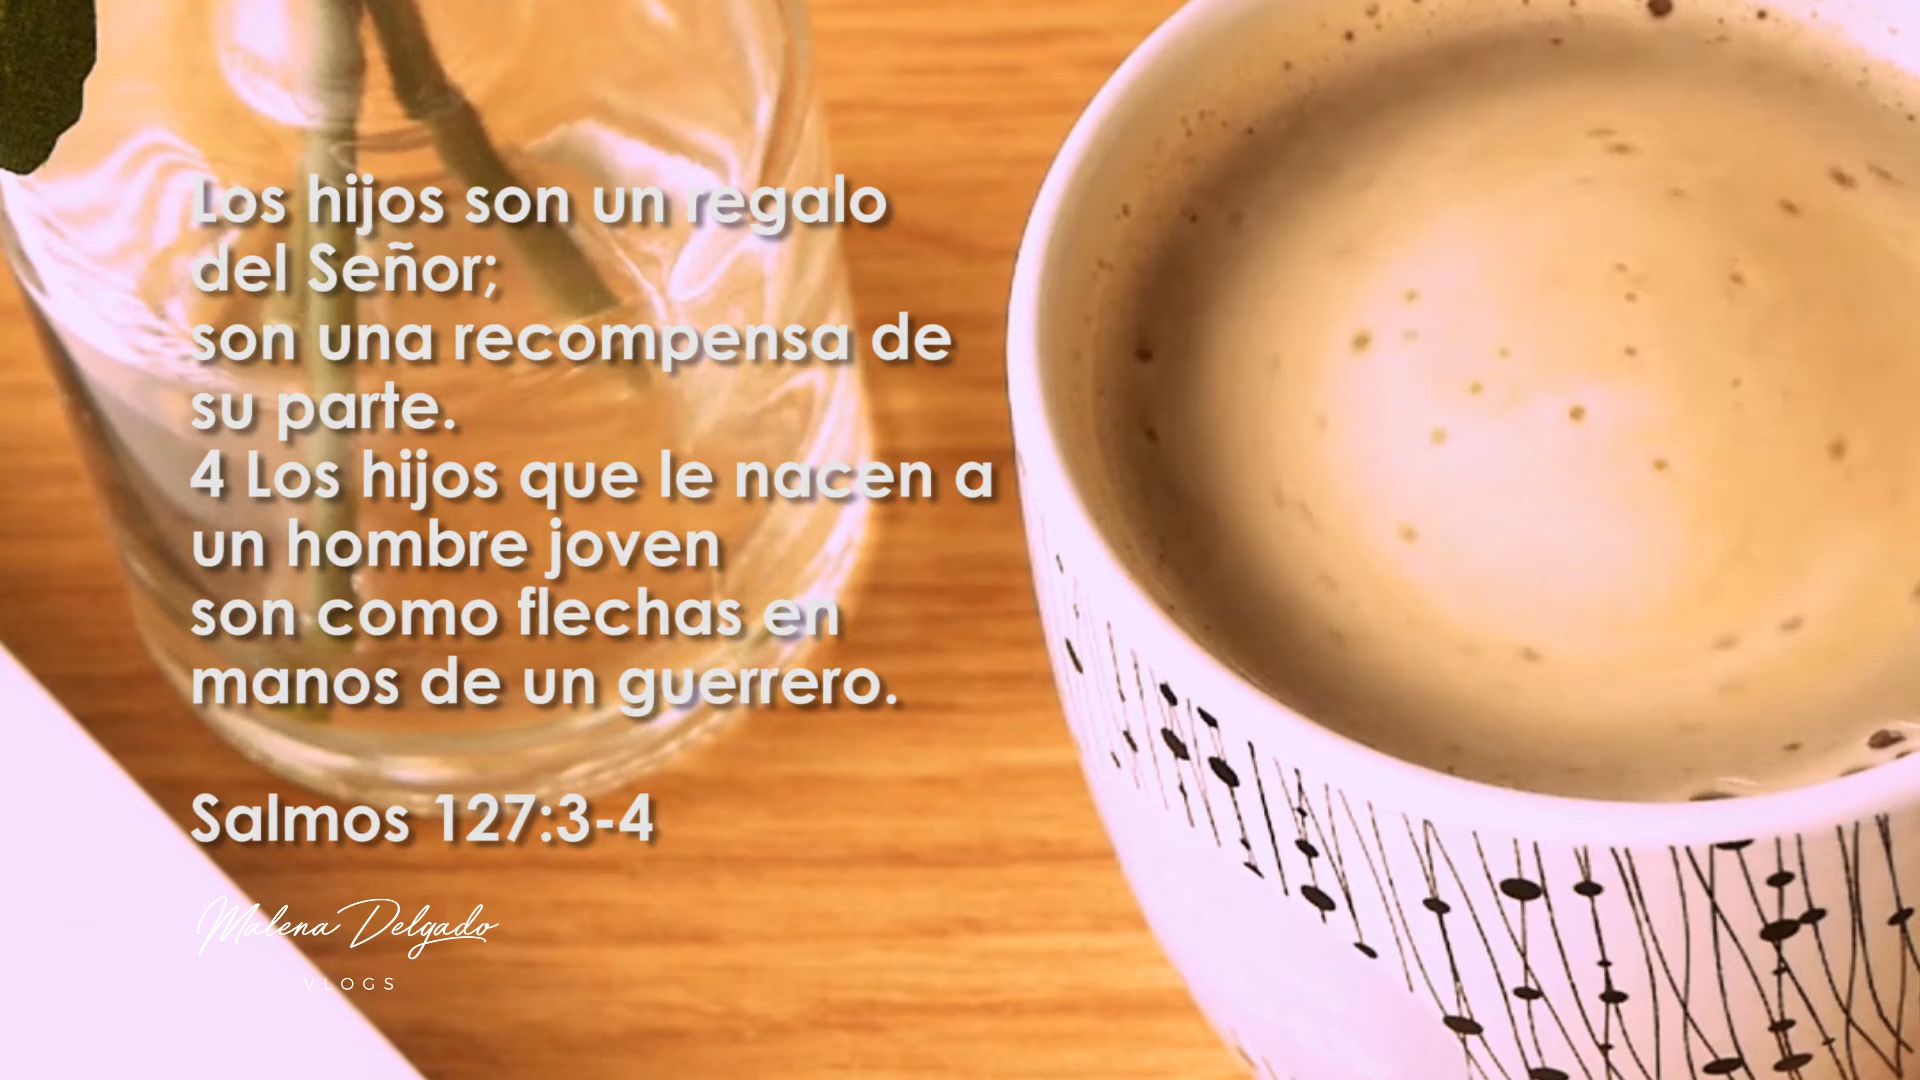 Los hijos son un regalo
del Señor;
son una recompensa de
su parte.
4 Los hijos que le nacen a
un hombre joven
son como flechas en
manos de un guerrero.
Salmos 127:3-4
Malena Delgado
VLOGS